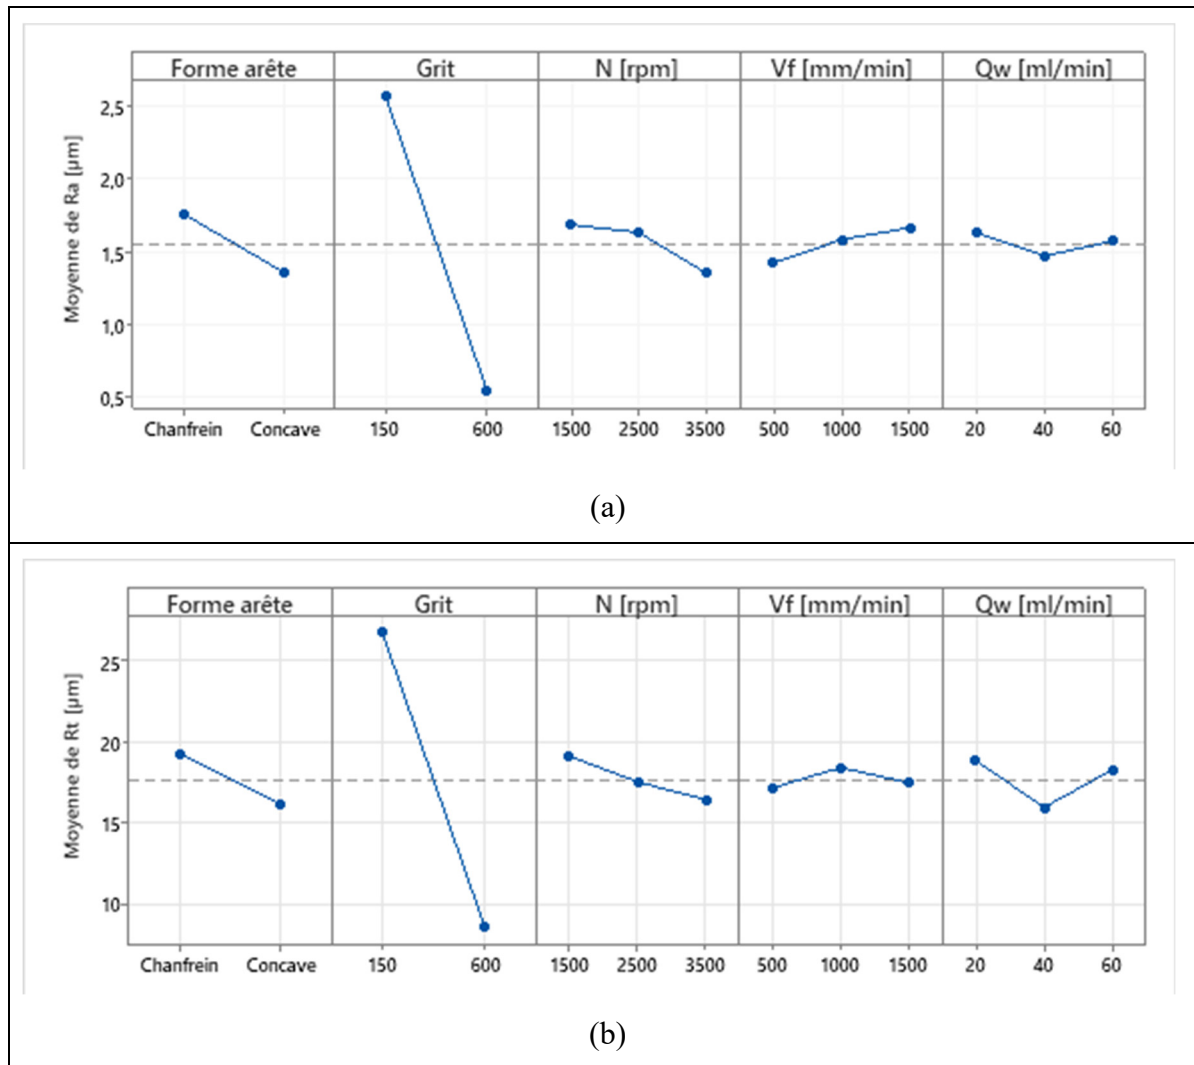 Forme arête Grit N [rpm] Vf [mm/min] Qw [ml/min]
Moyenne de Ra [µm]
2,5
2,0
1,5
1,0
0,5
Chanfrein Concave 150 600 1500 2500 3500 500 1000 1500 20 40 60
(a)
Forme arête Grit N [rpm] Vf [mm/min] Qw [ml/min]
Moyenne de Rt [µm]
25
20
15
10
Chanfrein Concave 150 600 1500 2500 3500 500 1000 1500 20 40 60
(b)